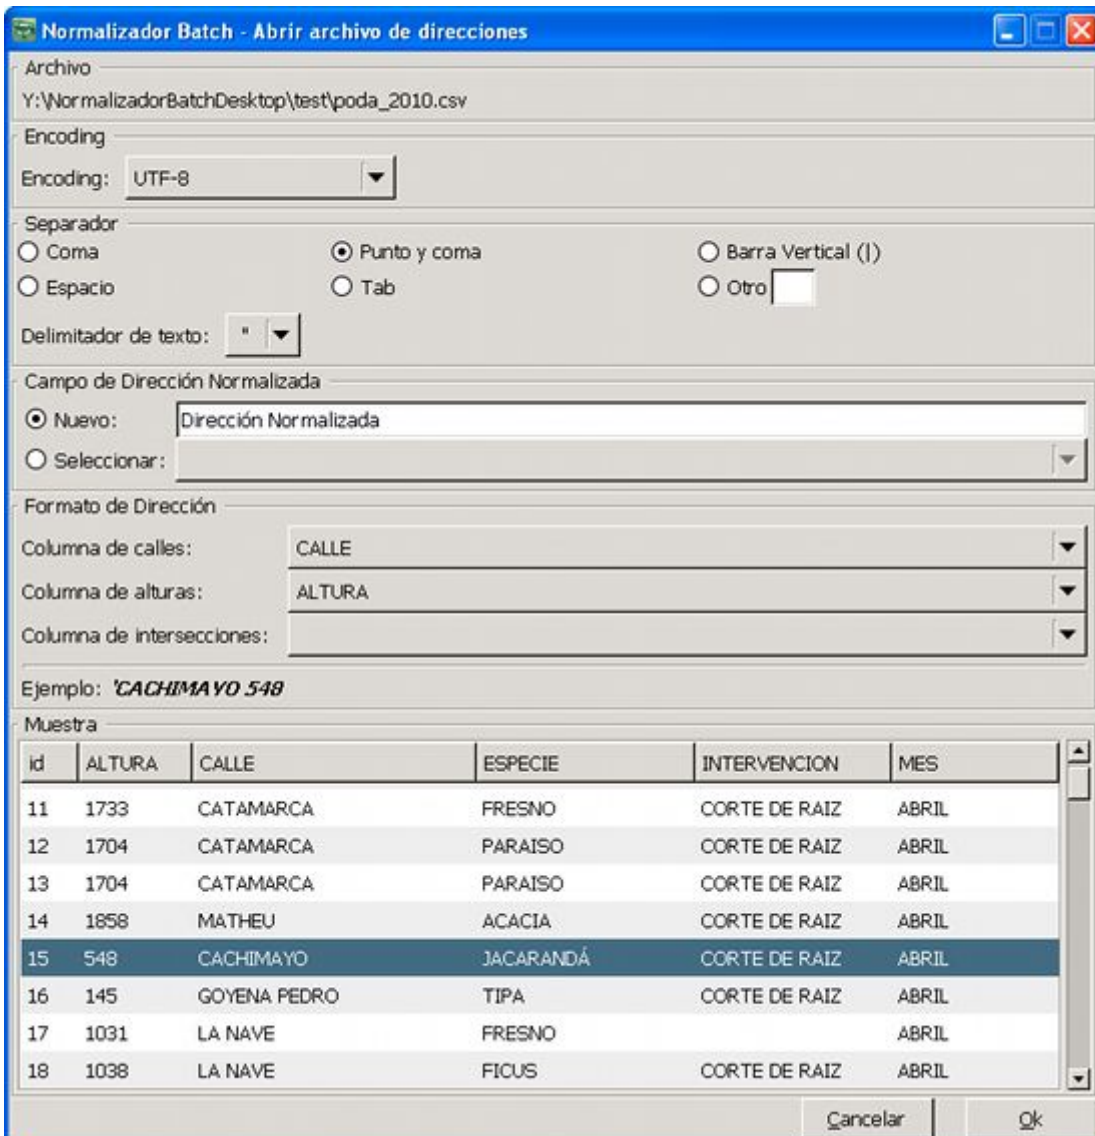 Normalizador Batch - Abrir archivo de direcciones
Archivo
Y:\NormalizadorBatchDesktop\test\poda_2010.csv
Encoding
Encoding: UTF-8
Separador
Coma Punto y coma Barra Vertical (|)
Espacio Tab Otro
Delimitador de texto: "
Campo de Dirección Normalizada
Nuevo: Dirección Normalizada
Seleccionar:
Formato de Dirección
Columna de calles: CALLE
Columna de alturas: ALTURA
Columna de intersecciones:
Ejemplo: 'CACHIMAYO 548
Muestra
id ALTURA CALLE ESPECIE INTERVENCION MES
11 1733 CATAMARCA FRESNO CORTE DE RAIZ ABRIL
12 1704 CATAMARCA PARAISO CORTE DE RAIZ ABRIL
13 1704 CATAMARCA PARAISO CORTE DE RAIZ ABRIL
14 1858 MATHEU ACACIA CORTE DE RAIZ ABRIL
15 548 CACHIMAYO JACARANDÁ CORTE DE RAIZ ABRIL
16 145 GOYENA PEDRO TIPA CORTE DE RAIZ ABRIL
17 1031 LA NAVE FRESNO ABRIL
18 1038 LA NAVE FICUS CORTE DE RAIZ ABRIL
Cancelar Ok